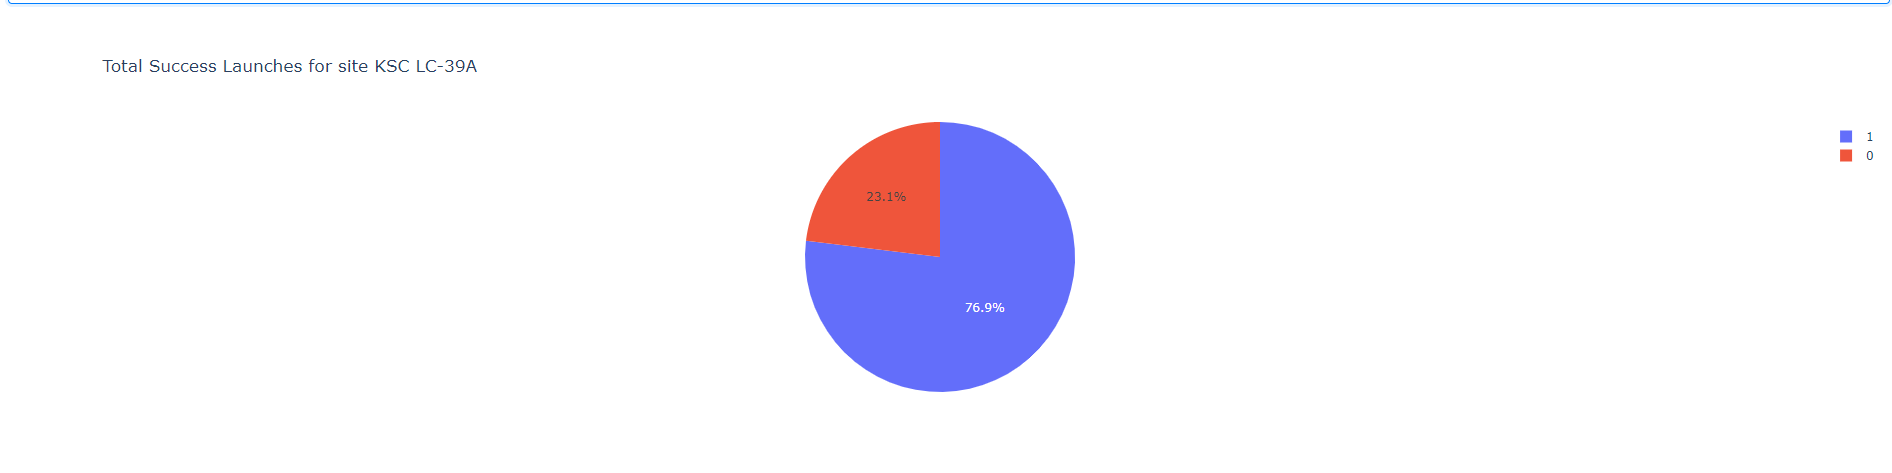 Total Success Launches for site KSC LC-39A
1
0
23.1%
76.9%